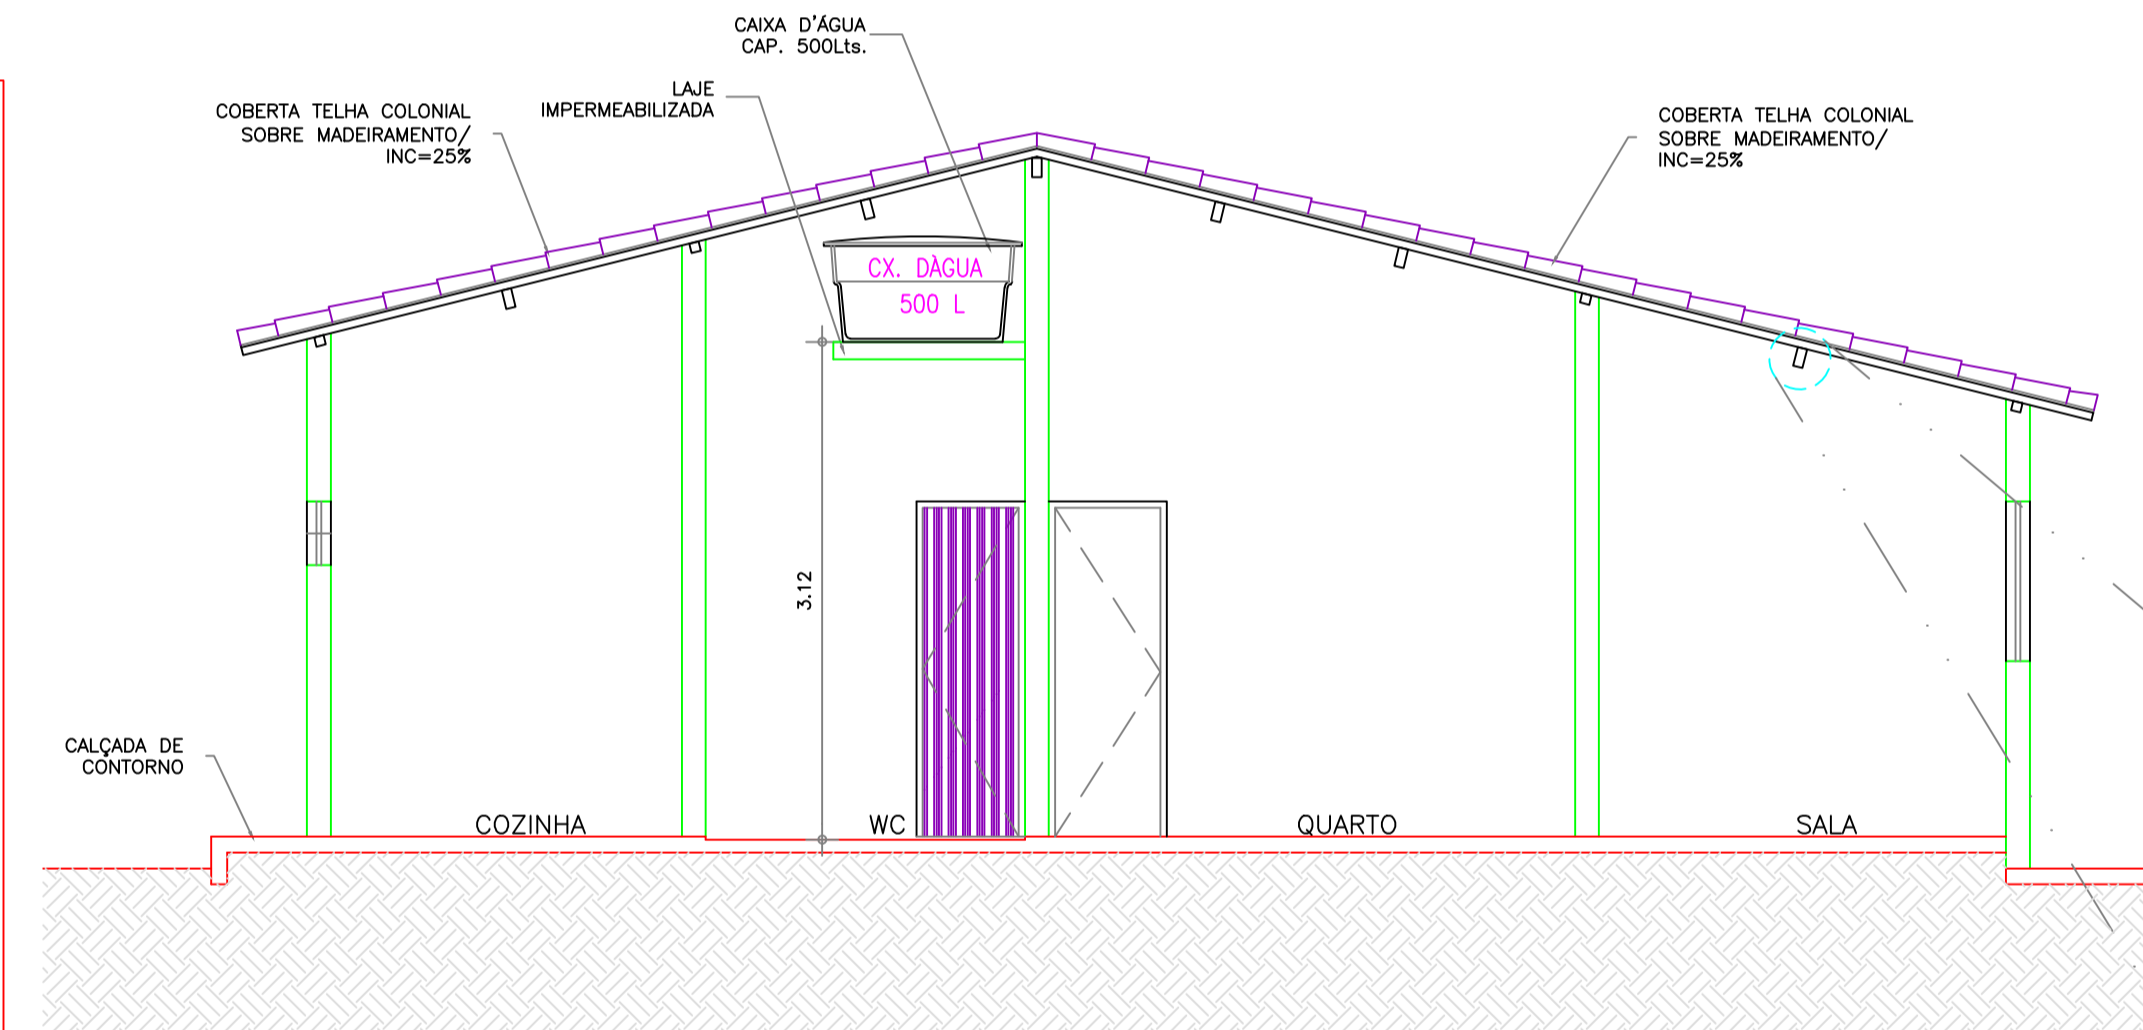 CAIXA D'ÁGUA
CAP. 500Lts.
LAJE
IMPERMEABILIZADA
COBERTA TELHA COLONIAL
SOBRE MADEIRAMENTO/
INC=25%
COBERTA TELHA COLONIAL
SOBRE MADEIRAMENTO/
INC=25%
CX. DÀGUA
500 L
3.12
CALÇADA DE
CONTORNO
COZINHA
WC
QUARTO
SALA